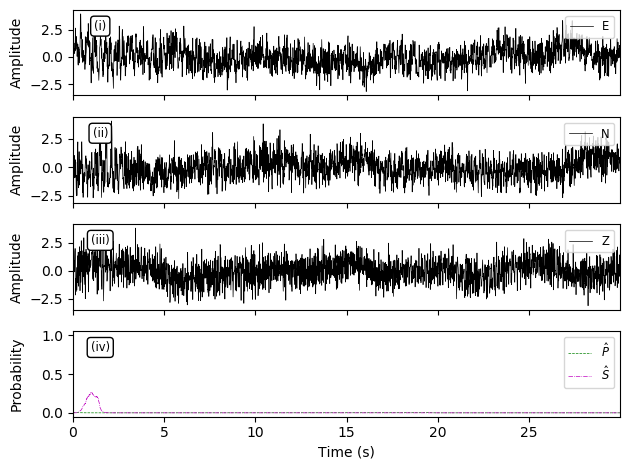 Amplitude
2.5
0.0
−2.5
(i)
E
Amplitude
2.5
0.0
−2.5
(ii)
N
Amplitude
2.5
0.0
−2.5
(iii)
Z
Probability
1.0
0.5
0.0
(iv)
P̂
Ŝ
0 5 10 15 20 25
Time (s)